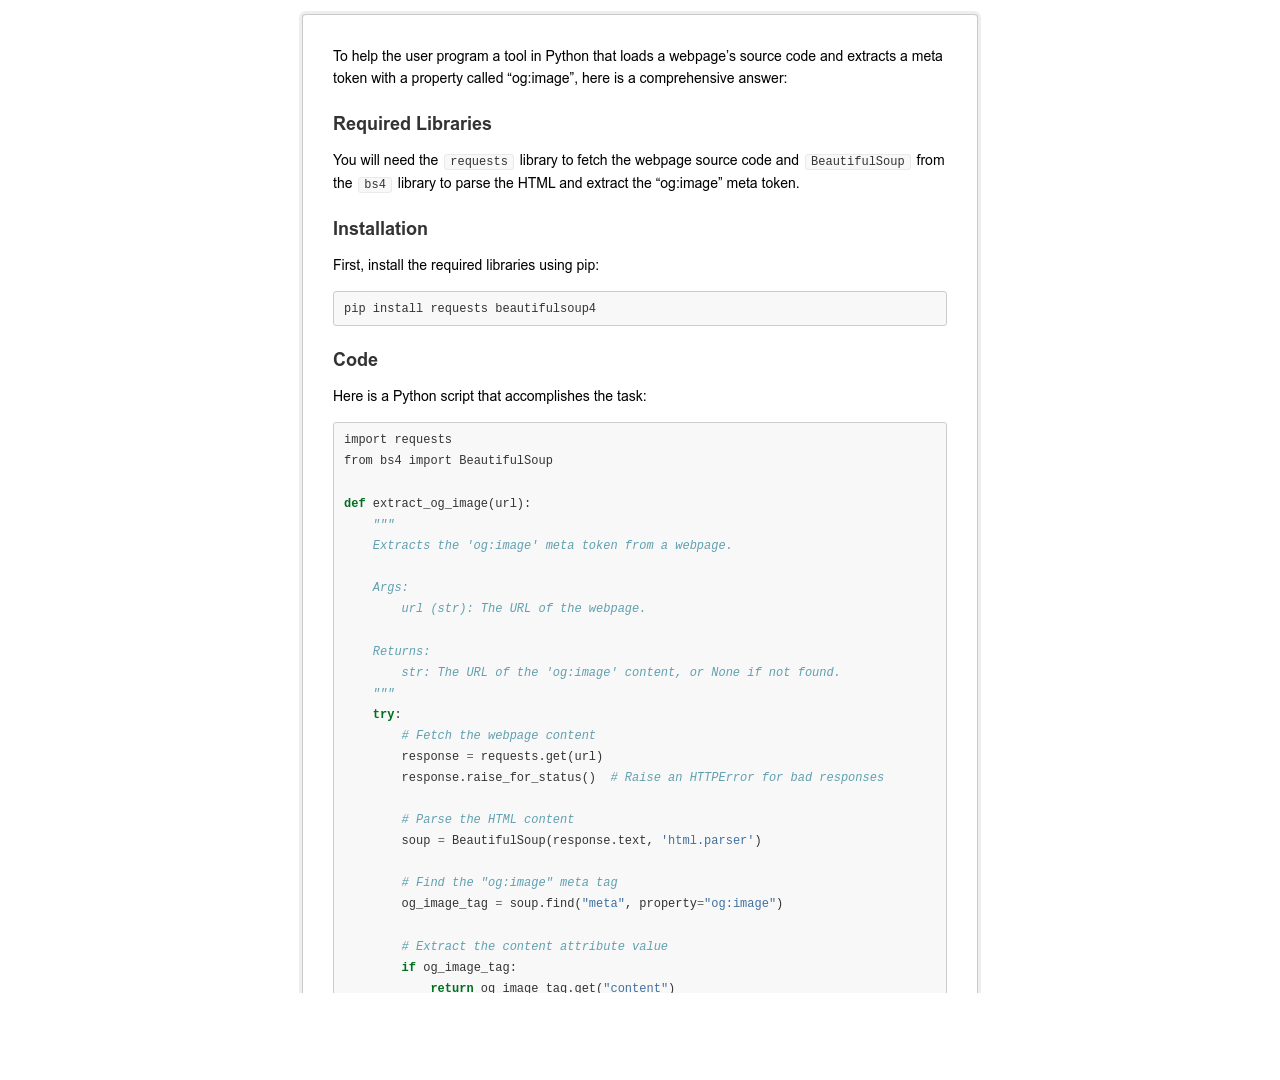 To help the user program a tool in Python that loads a webpage’s source code and extracts a meta
token with a property called “og:image”, here is a comprehensive answer:
Required Libraries
You will need the requests library to fetch the webpage source code and BeautifulSoup from
the bs4 library to parse the HTML and extract the “og:image” meta token.
Installation
First, install the required libraries using pip:
pip install requests beautifulsoup4
Code
Here is a Python script that accomplishes the task:
import requests
from bs4 import BeautifulSoup

def extract_og_image(url):
    """
    Extracts the 'og:image' meta token from a webpage.

    Args:
        url (str): The URL of the webpage.

    Returns:
        str: The URL of the 'og:image' content, or None if not found.
    """
    try:
        # Fetch the webpage content
        response = requests.get(url)
        response.raise_for_status()  # Raise an HTTPError for bad responses

        # Parse the HTML content
        soup = BeautifulSoup(response.text, 'html.parser')

        # Find the "og:image" meta tag
        og_image_tag = soup.find("meta", property="og:image")

        # Extract the content attribute value
        if og_image_tag:
            return og_image_tag.get("content")